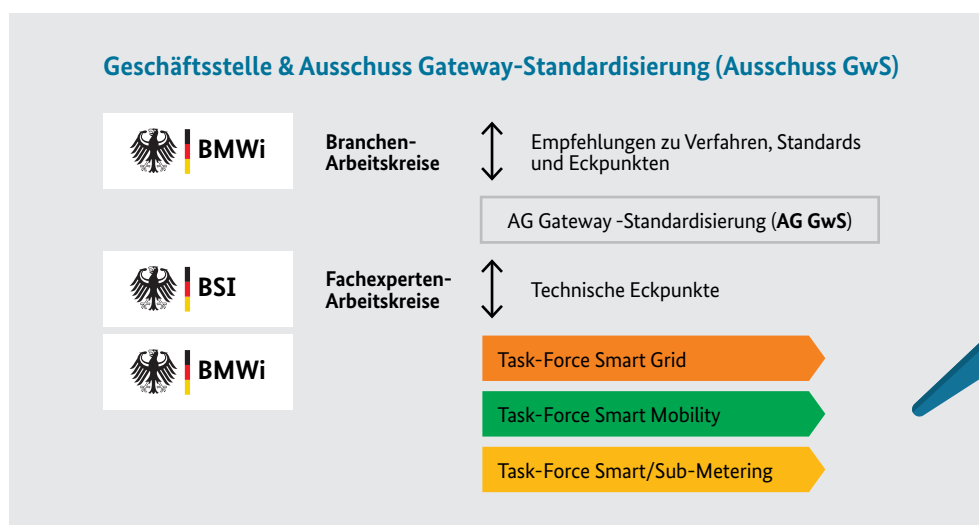 Geschäftsstelle & Ausschuss Gateway-Standardisierung (Ausschuss GwS)
BMWi
Branchen-
Arbeitskreise
Empfehlungen zu Verfahren, Standards
und Eckpunkten
AG Gateway -Standardisierung (AG GwS)
BSI
Fachexperten-
Arbeitskreise
Technische Eckpunkte
BMWi
Task-Force Smart Grid
Task-Force Smart Mobility
Task-Force Smart/Sub-Metering